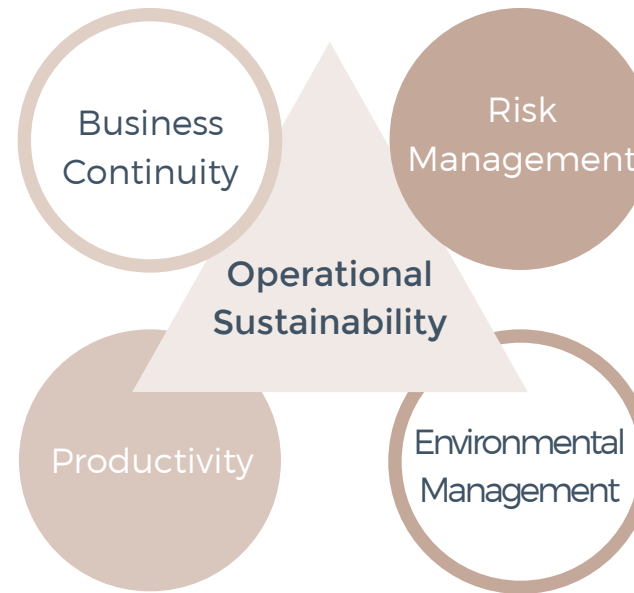 Business
Continuity
Risk
Management
Operational
Sustainability
Productivity
Environmental
Management